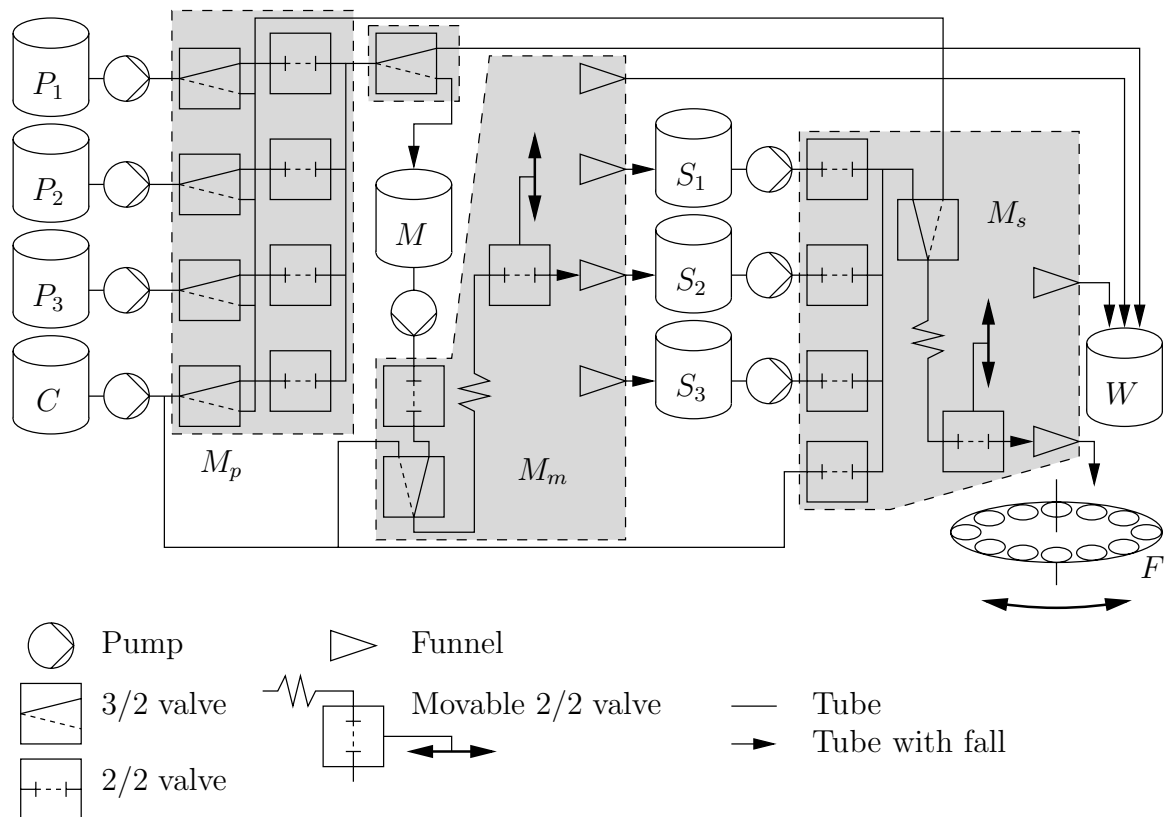 P1
P2
P3
C
Mp
M
Mm
S1
S2
S3
Ms
W
F
Pump
Funnel
3/2 valve
Movable 2/2 valve
Tube
Tube with fall
2/2 valve